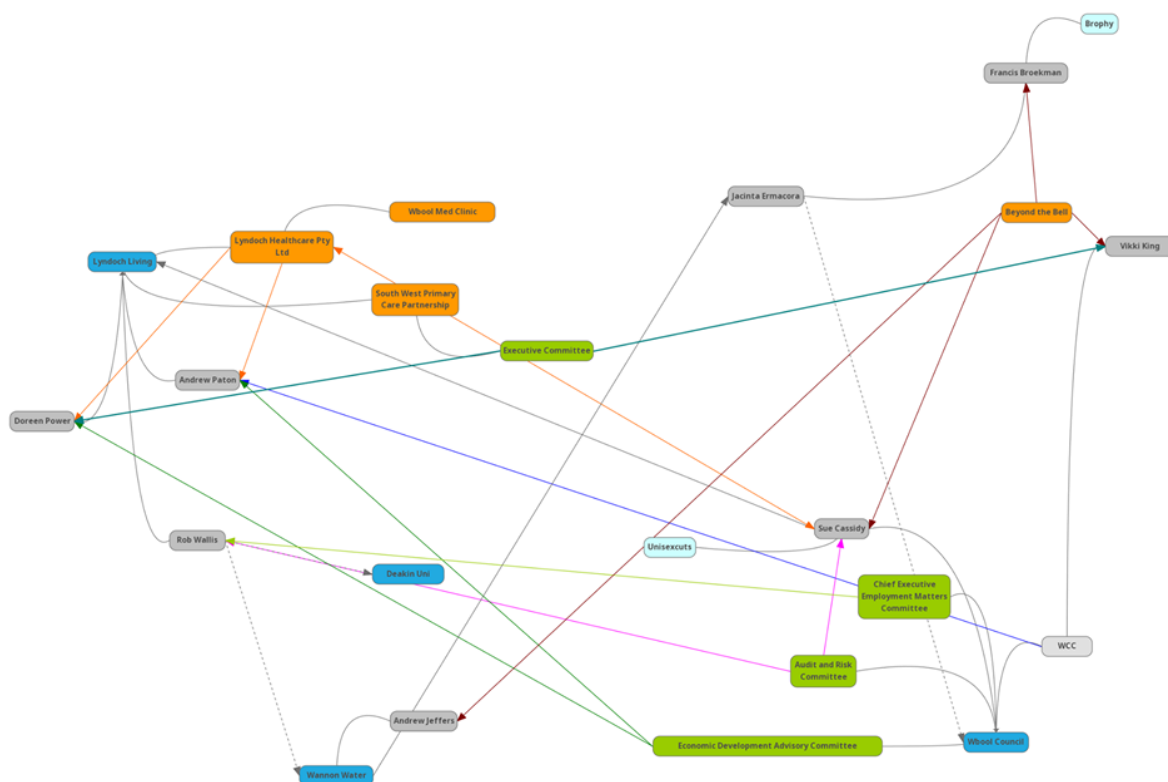 Brophy
Francis Broekman
Jacinta Ermacora
Wbool Med Clinic
Beyond the Bell
Lyndoch Healthcare Pty
Ltd
Vikki King
Lyndoch Living
South West Primary
Care Partnership
Executive Committee
Andrew Paton
Doreen Power
Sue Cassidy
Rob Wallis
Unisexcuts
Deakin Uni
Chief Executive
Employment Matters
Committee
WCC
Audit and Risk
Committee
Andrew Jeffers
Economic Development Advisory Committee
Wbool Council
Wannon Water